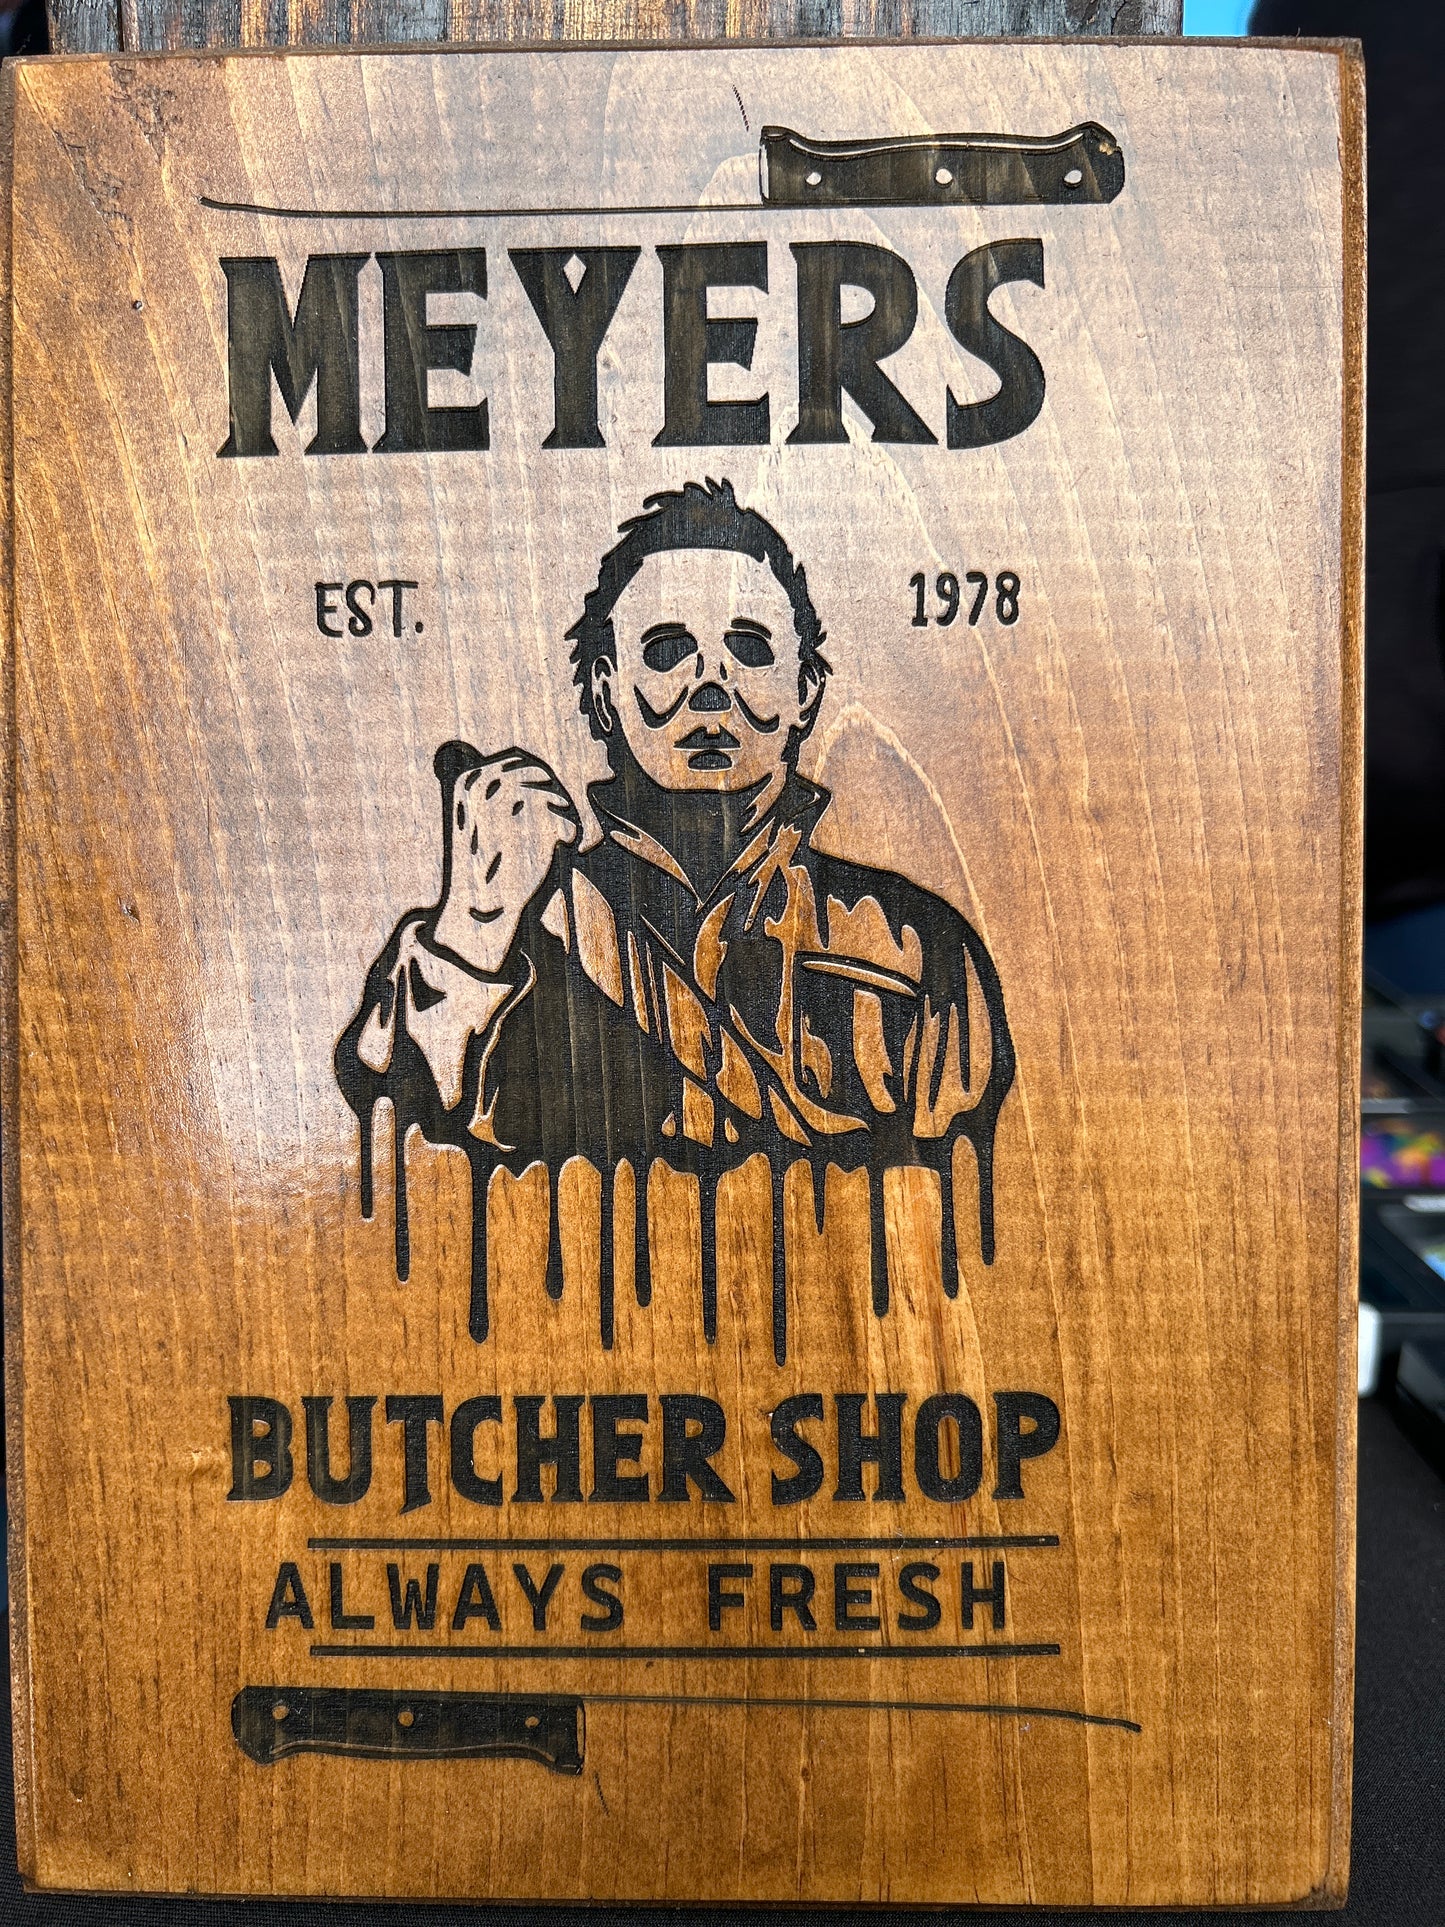 MEYERS
EST. 1978
BUTCHER SHOP
ALWAYS FRESH